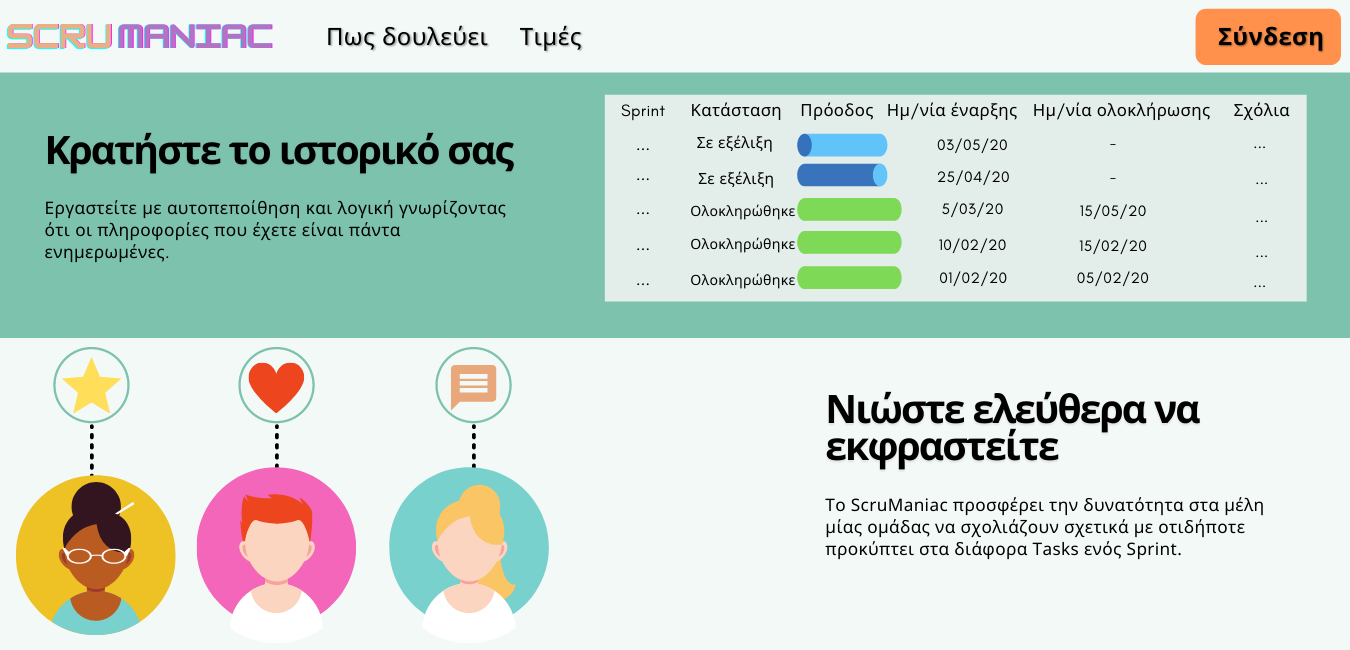 SCRUMANIAC Πως δουλεύει Τιμές Σύνδεση
Κρατήστε το ιστορικό σας
Εργαστείτε με αυτοπεποίθηση και λογική γνωρίζοντας
ότι οι πληροφορίες που έχετε είναι πάντα
ενημερωμένες.
Sprint Κατάσταση Πρόοδος Ημ/νία έναρξης Ημ/νία ολοκλήρωσης Σχόλια
... Σε εξέλιξη 03/05/20 - ...
... Σε εξέλιξη 25/04/20 - ...
... Ολοκληρώθηκε 5/03/20 15/05/20 ...
... Ολοκληρώθηκε 10/02/20 15/02/20 ...
... Ολοκληρώθηκε 01/02/20 05/02/20 ...
Νιώστε ελεύθερα να
εκφραστείτε
Το ScruManiac προσφέρει την δυνατότητα στα μέλη
μίας ομάδας να σχολιάζουν σχετικά με οτιδήποτε
προκύπτει στα διάφορα Tasks ενός Sprint.